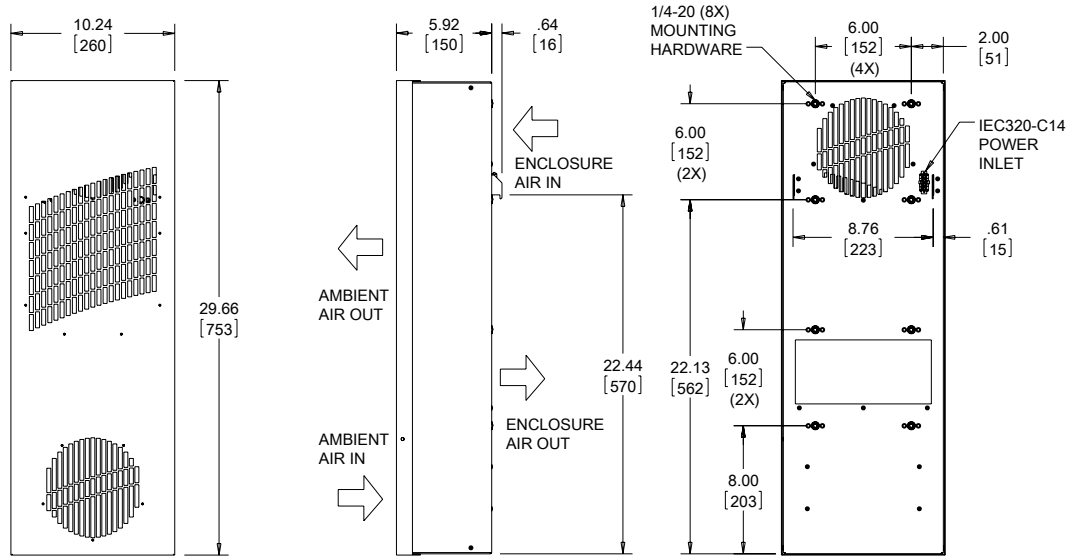 10.24
[260]
29.66
[753]
5.92
[150]
.64
[16]
ENCLOSURE
AIR IN
AMBIENT
AIR OUT
22.44
[570]
ENCLOSURE
AIR OUT
AMBIENT
AIR IN
1/4-20 (8X)
MOUNTING
HARDWARE
6.00
[152]
(4X)
2.00
[51]
6.00
[152]
(2X)
IEC320-C14
POWER
INLET
8.76
[223]
.61
[15]
22.13
[562]
6.00
[152]
(2X)
8.00
[203]